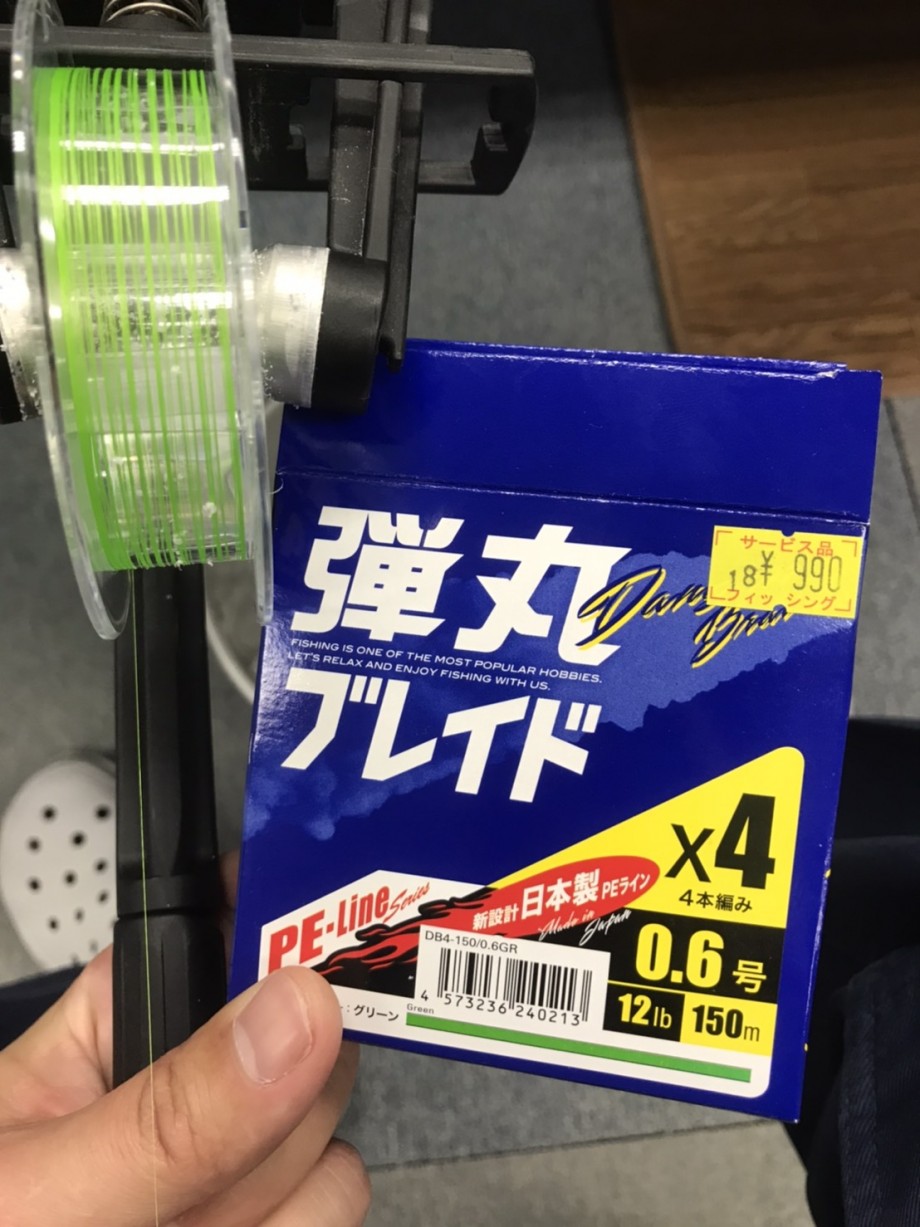 弾丸
ブレイド
FISHING IS ONE OF THE MOST POPULAR HOBBIES.
LET'S RELAX AND ENJOY FISHING WITH US.
サービス品
18 ¥ 990
フィッシング
X4
4本編み
PE-Line Series
新設計 日本製 PEライン
Made in Japan
0.6号
12lb 150m
DB4-150/0.6GR
4 573236 240213
：グリーン Green